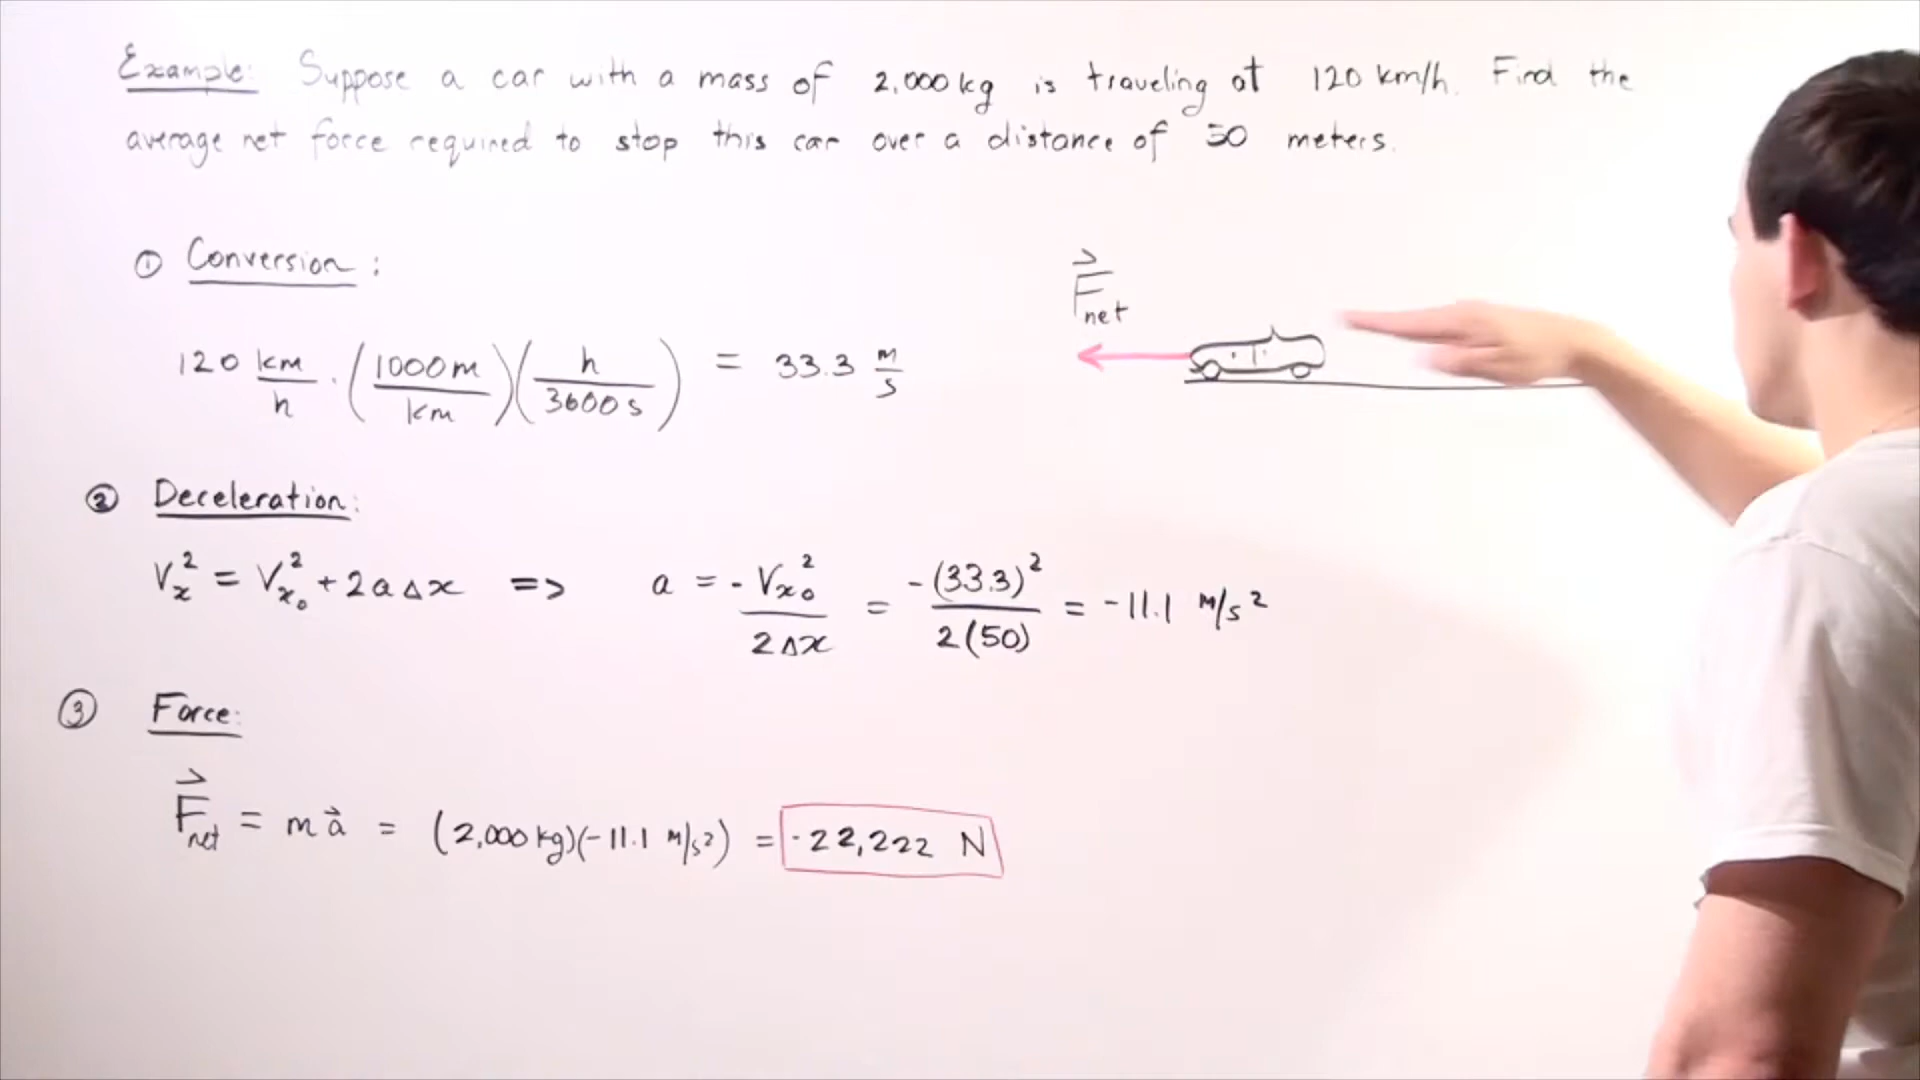 Example: Suppose a car with a mass of 2,000 kg is traveling at 120 km/h. Find the
average net force required to stop this car over a distance of 50 meters.
① Conversion:
120 km/h · (1000m/km)(h/3600s) = 33.3 m/s
F⃗net
② Deceleration:
Vx² = Vx₀² + 2aΔx => a = -Vx₀²/2Δx = -(33.3)²/2(50) = -11.1 m/s²
③ Force:
F⃗net = ma⃗ = (2,000 kg)(-11.1 m/s²) = -22,222 N